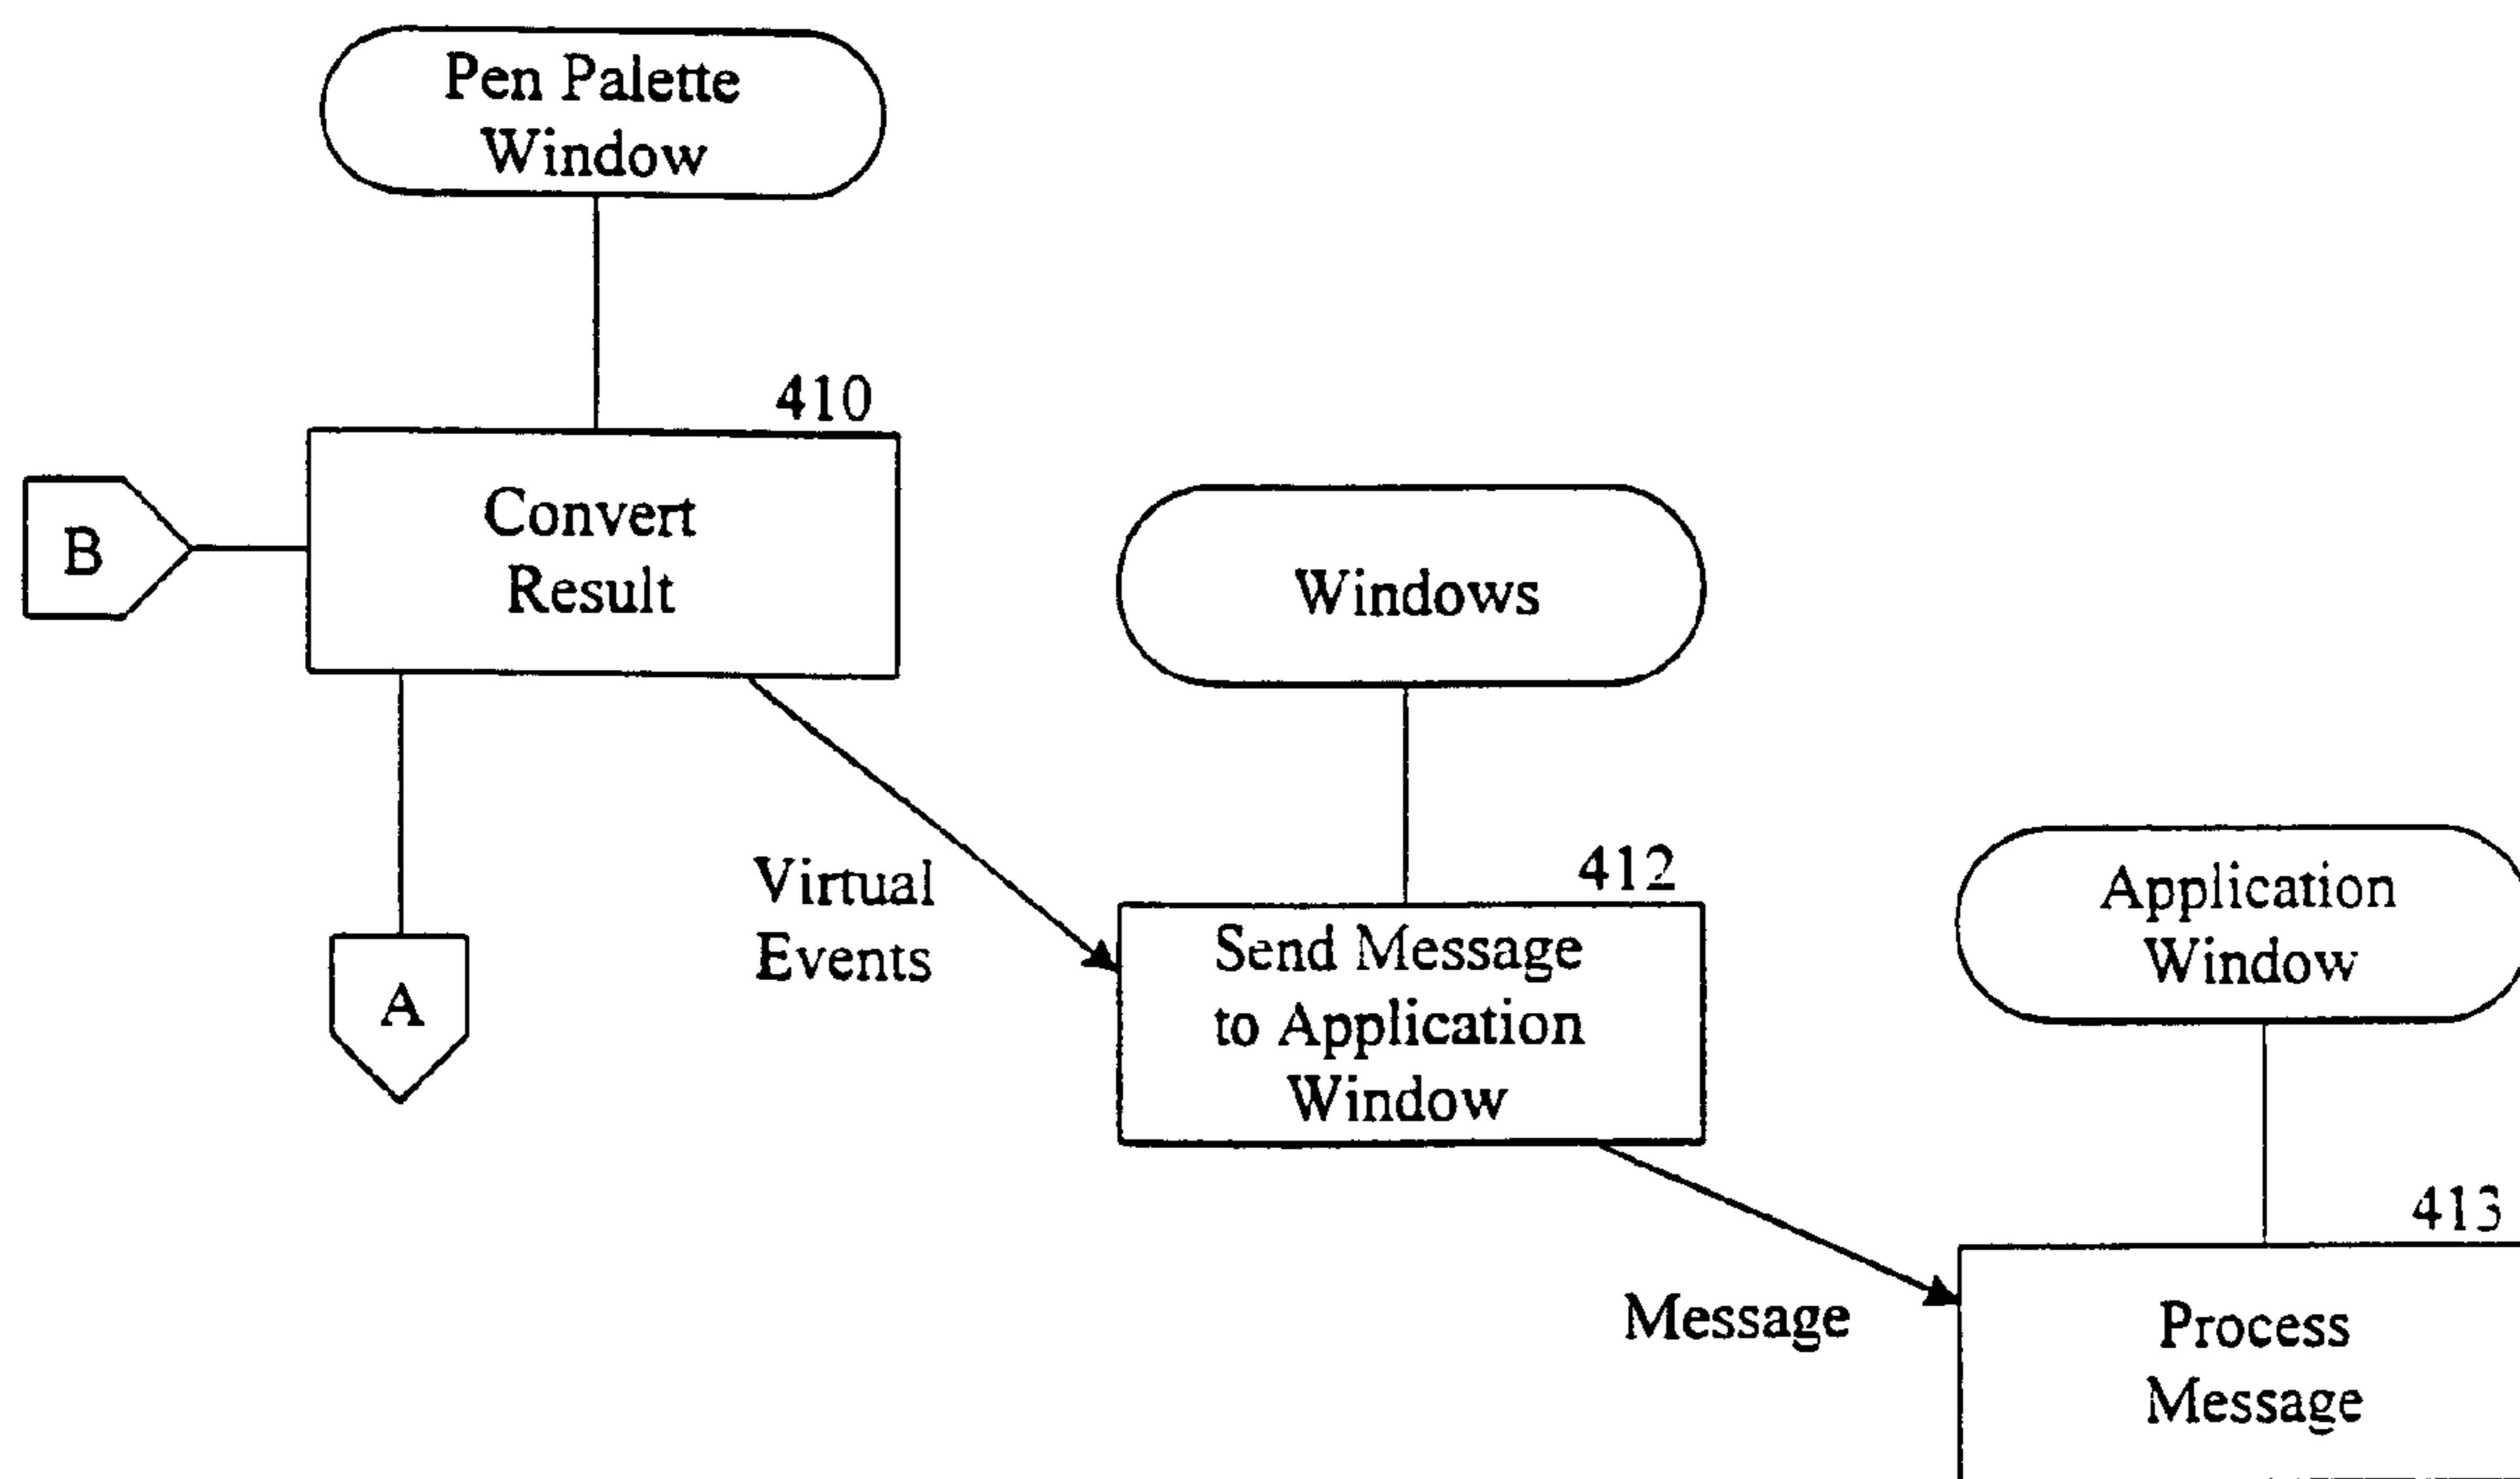 Pen Palette
Window
410
Convert
Result
B
A
Virtual
Events
Windows
412
Send Message
to Application
Window
Message
Application
Window
413
Process
Message